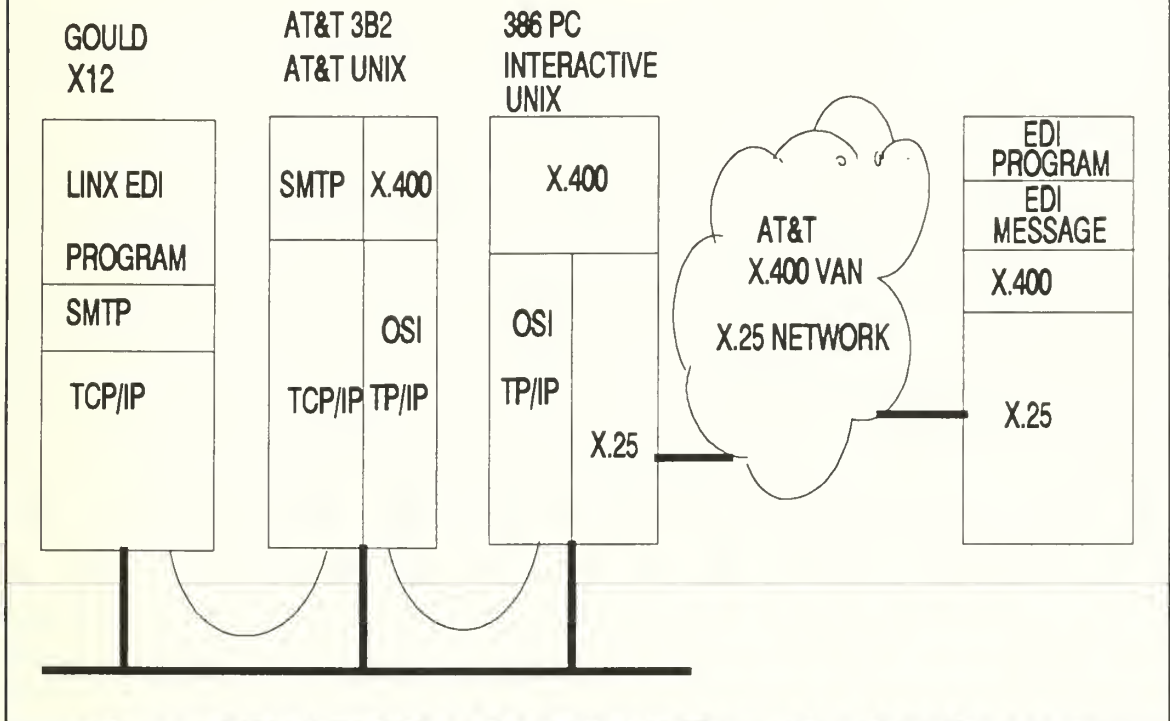 GOULD
X12
AT&T 3B2
AT&T UNIX
386 PC
INTERACTIVE
UNIX
LINX EDI
PROGRAM
SMTP
TCP/IP
SMTP
X.400
TCP/IP
OSI
TP/IP
X.400
OSI
TP/IP
X.25
AT&T
X.400 VAN
X.25 NETWORK
EDI
PROGRAM
EDI
MESSAGE
X.400
X.25